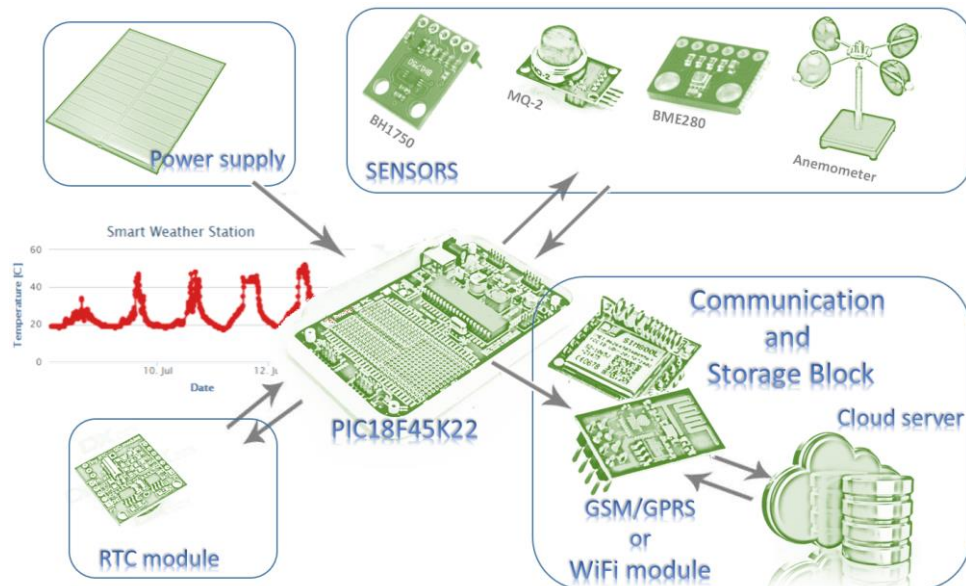 Power supply
BH1750
MQ-2
BME280
Anemometer
SENSORS
Smart Weather Station
Temperature [C]
60
40
20
0
10. Jul
12. Ju
Date
PIC18F45K22
RTC module
Communication
and
Storage Block
Cloud server
GSM/GPRS
or
WiFi module